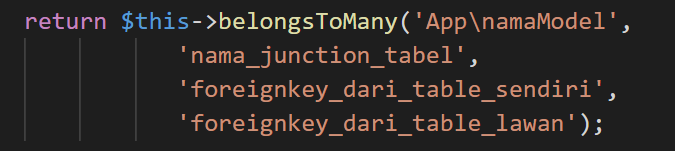 return $this->belongsToMany('App\namaModel',
'nama_junction_tabel',
'foreignkey_dari_table_sendiri',
'foreignkey_dari_table_lawan');